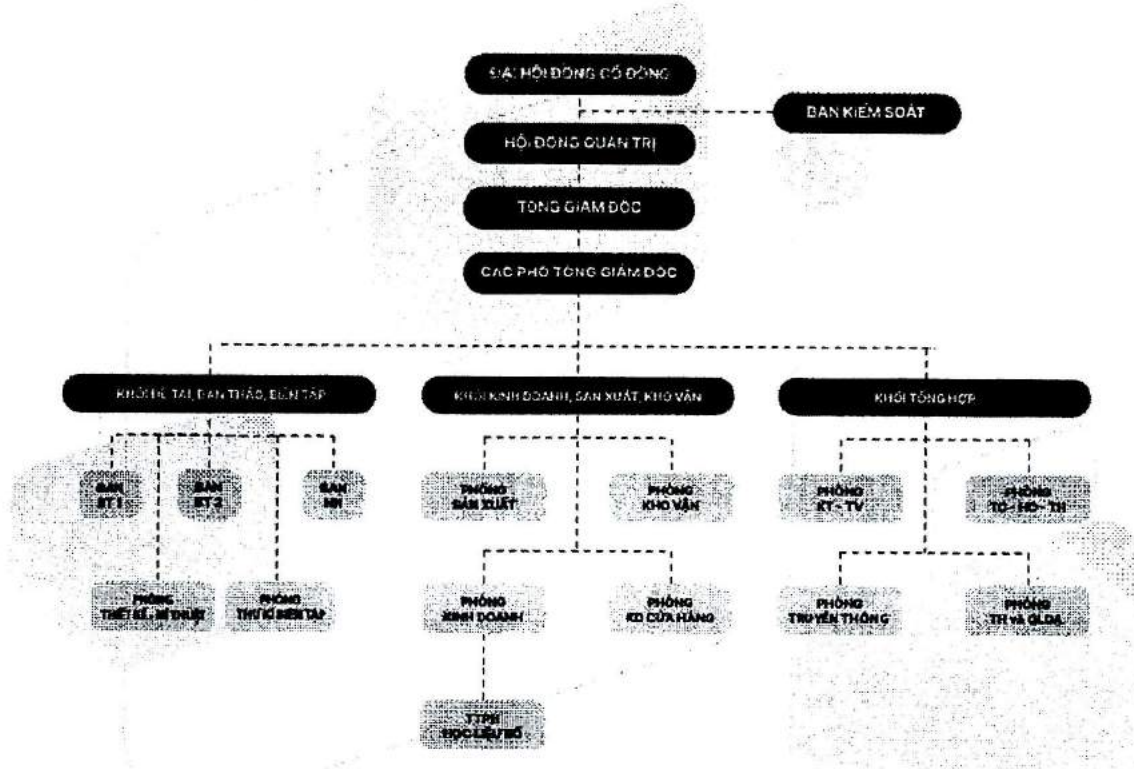 ĐẠI HỘI ĐỒNG CỔ ĐÔNG
BAN KIỂM SOÁT
HỘI ĐỒNG QUẢN TRỊ
TỔNG GIÁM ĐỐC
CÁC PHÓ TỔNG GIÁM ĐỐC
KHỐI ĐỀ TÀI, BẢN THẢO, BIÊN TẬP
KHỐI KINH DOANH, SẢN XUẤT, KHO VẬN
KHỐI TỔNG HỢP
BAN
BT 1
BAN
BT 2
BAN
PHÒNG
SẢN XUẤT
PHÒNG
KHO VẬN
PHÒNG
KT - TV
PHÒNG
TC - HC - TH
PHÒNG
THIẾT KẾ - MĨ THUẬT
PHÒNG
THƯ KÍ BIÊN TẬP
PHÒNG
KINH DOANH
PHÒNG
KD CỬA HÀNG
PHÒNG
TRUYỀN THÔNG
PHÒNG
TH VÀ QLDA
TTPH
HỌC LIỆU SỐ